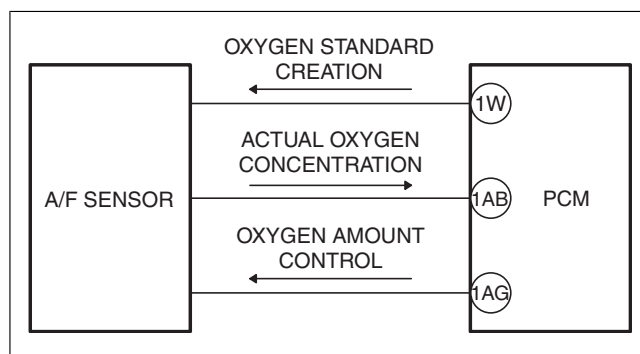 OXYGEN STANDARD
CREATION
1W
ACTUAL OXYGEN
CONCENTRATION
A/F SENSOR
1AB
PCM
OXYGEN AMOUNT
CONTROL
1AG